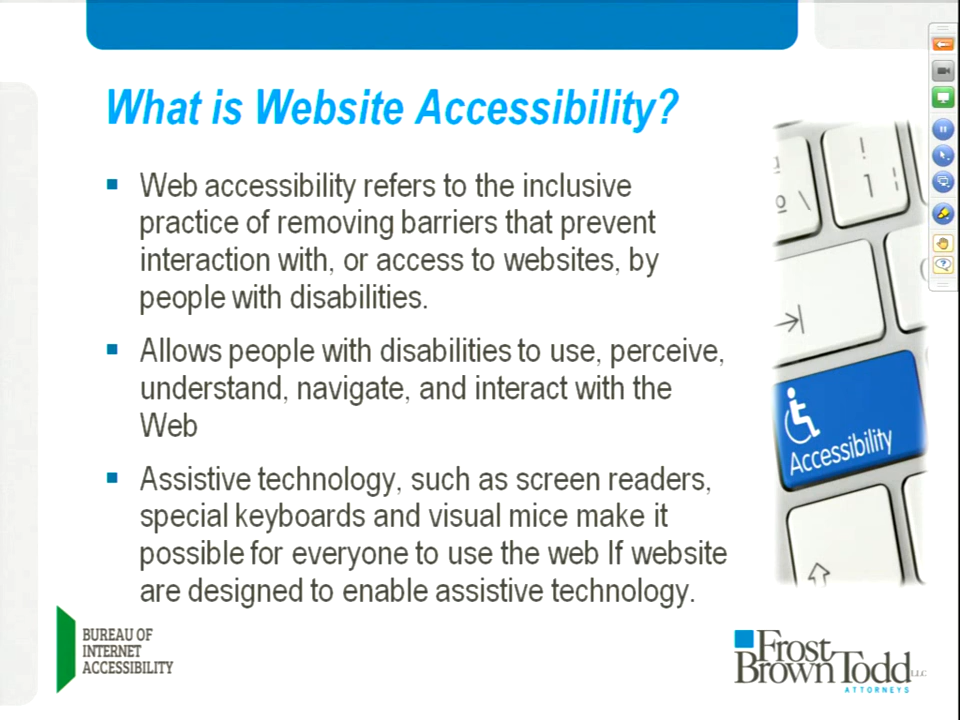 What is Website Accessibility?
Web accessibility refers to the inclusive
practice of removing barriers that prevent
interaction with, or access to websites, by
people with disabilities.
Allows people with disabilities to use, perceive,
understand, navigate, and interact with the
Web
Assistive technology, such as screen readers,
special keyboards and visual mice make it
possible for everyone to use the web If website
are designed to enable assistive technology.
! 
1
\
Accessibility
BUREAU OF
INTERNET
ACCESSIBILITY
Frost
Brown Todd LLC
ATTORNEYS